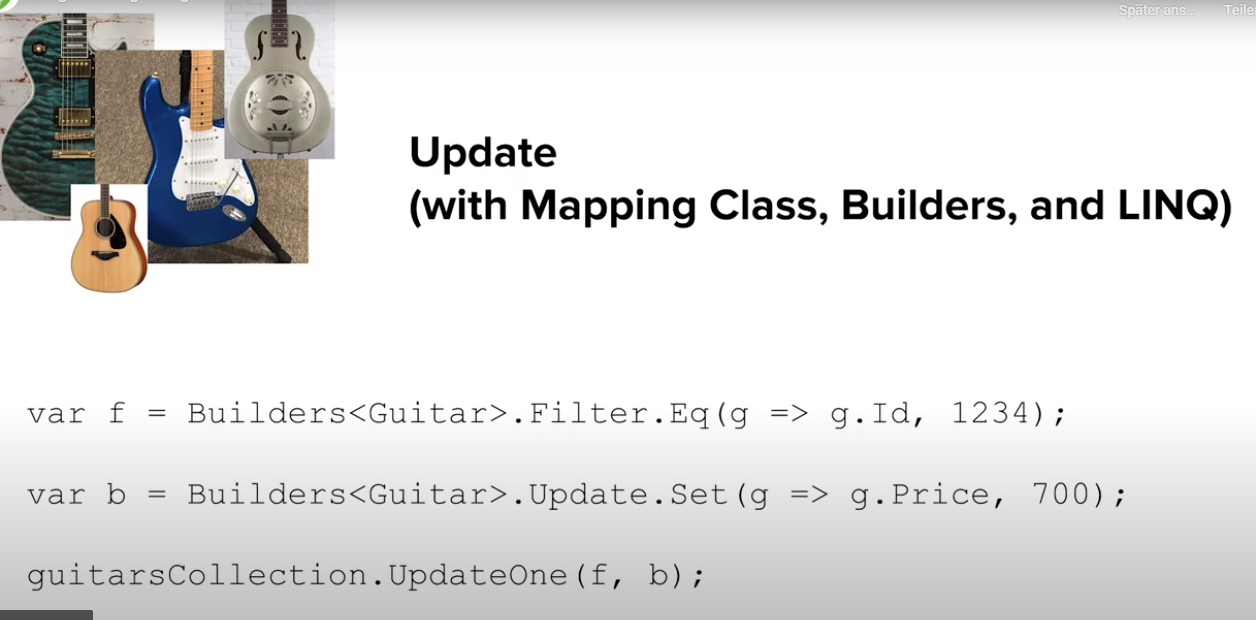 Später ans... Teile
Update
(with Mapping Class, Builders, and LINQ)
var f = Builders<Guitar>.Filter.Eq(g => g.Id, 1234);
var b = Builders<Guitar>.Update.Set(g => g.Price, 700);
guitarsCollection.UpdateOne(f, b);